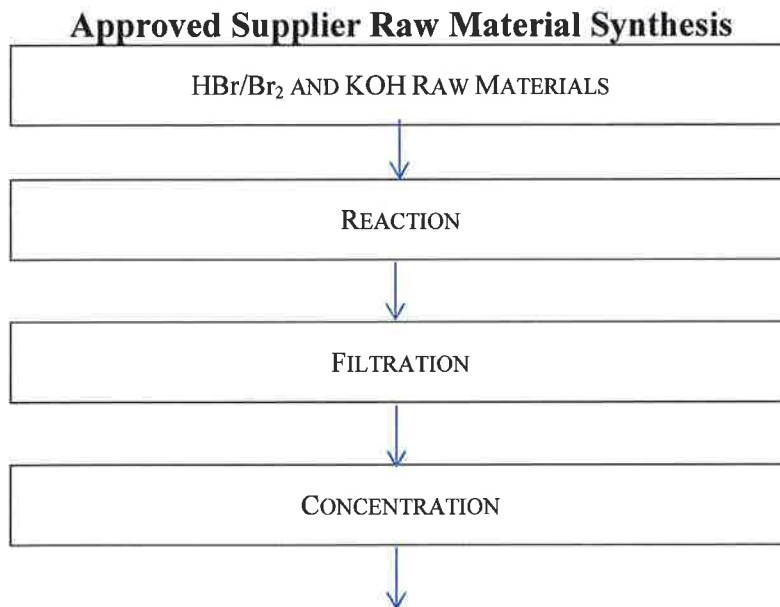 Approved Supplier Raw Material Synthesis
HBr/Br₂ AND KOH RAW MATERIALS
REACTION
FILTRATION
CONCENTRATION